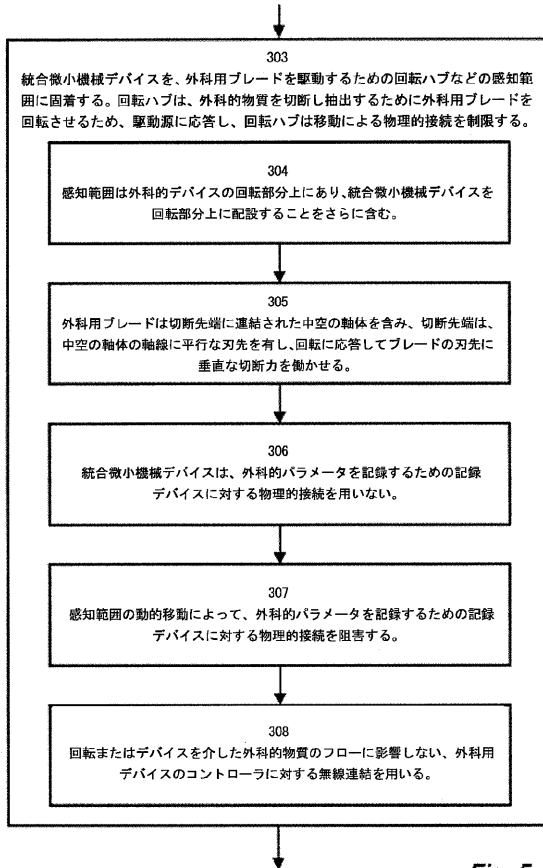 303
統合微小機械デバイスを、外科用ブレードを駆動するための回転ハブなどの感知範
囲に固着する。回転ハブは、外科的物質を切断し抽出するために外科用ブレードを
回転させるため、駆動源に応答し、回転ハブは移動による物理的接続を制限する。
304
感知範囲は外科的デバイスの回転部分上にあり、統合微小機械デバイスを
回転部分上に配設することをさらに含む。
305
外科用ブレードは切断先端に連結された中空の軸体を含み、切断先端は、
中空の軸体の軸線に平行な刃先を有し、回転に応答してブレードの刃先に
垂直な切断力を働かせる。
306
統合微小機械デバイスは、外科的パラメータを記録するための記録
デバイスに対する物理的接続を用いない。
307
感知範囲の動的移動によって、外科的パラメータを記録するための記録
デバイスに対する物理的接続を阻害する。
308
回転またはデバイスを介した外科的物質のフローに影響しない、外科用
デバイスのコントローラに対する無線連結を用いる。